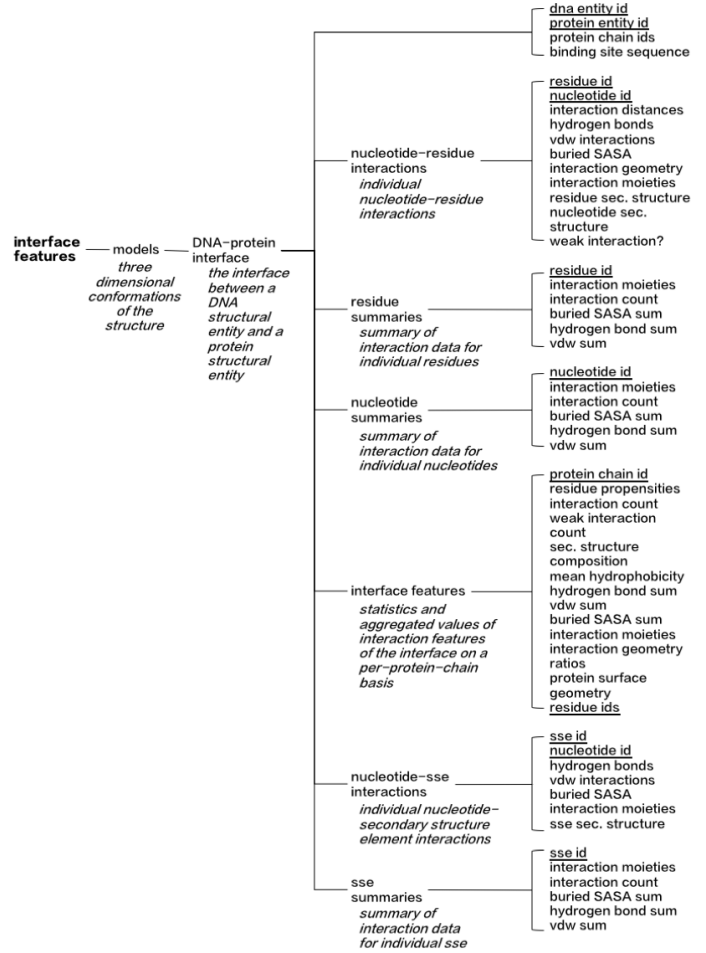 dna entity id
protein entity id
protein chain ids
binding site sequence
residue id
nucleotide id
interaction distances
hydrogen bonds
vdw interactions
buried SASA
interaction geometry
interaction moieties
residue sec. structure
nucleotide sec.
structure
weak interaction?
nucleotide-residue
interactions
individual
nucleotide-residue
interactions
interface
features
models
three
dimensional
conformations
of the
structure
DNA-protein
interface
the interface
between a
DNA
structural
entity and a
protein
structural
entity
residue
summaries
summary of
interaction data for
individual residues
residue id
interaction moieties
interaction count
buried SASA sum
hydrogen bond sum
vdw sum
nucleotide
summaries
summary of
interaction data for
individual nucleotides
nucleotide id
interaction moieties
interaction count
buried SASA sum
hydrogen bond sum
vdw sum
interface features
statistics and
aggregated values of
interaction features
of the interface on a
per-protein-chain
basis
protein chain id
residue propensities
interaction count
weak interaction
count
sec. structure
composition
mean hydrophobicity
hydrogen bond sum
vdw sum
buried SASA sum
interaction moieties
interaction geometry
ratios
protein surface
geometry
residue ids
nucleotide-sse
interactions
individual nucleotide-
secondary structure
element interactions
sse id
nucleotide id
hydrogen bonds
vdw interactions
buried SASA
interaction moieties
sse sec. structure
sse
summaries
summary of
interaction data
for individual sse
sse id
interaction moieties
interaction count
buried SASA sum
hydrogen bond sum
vdw sum